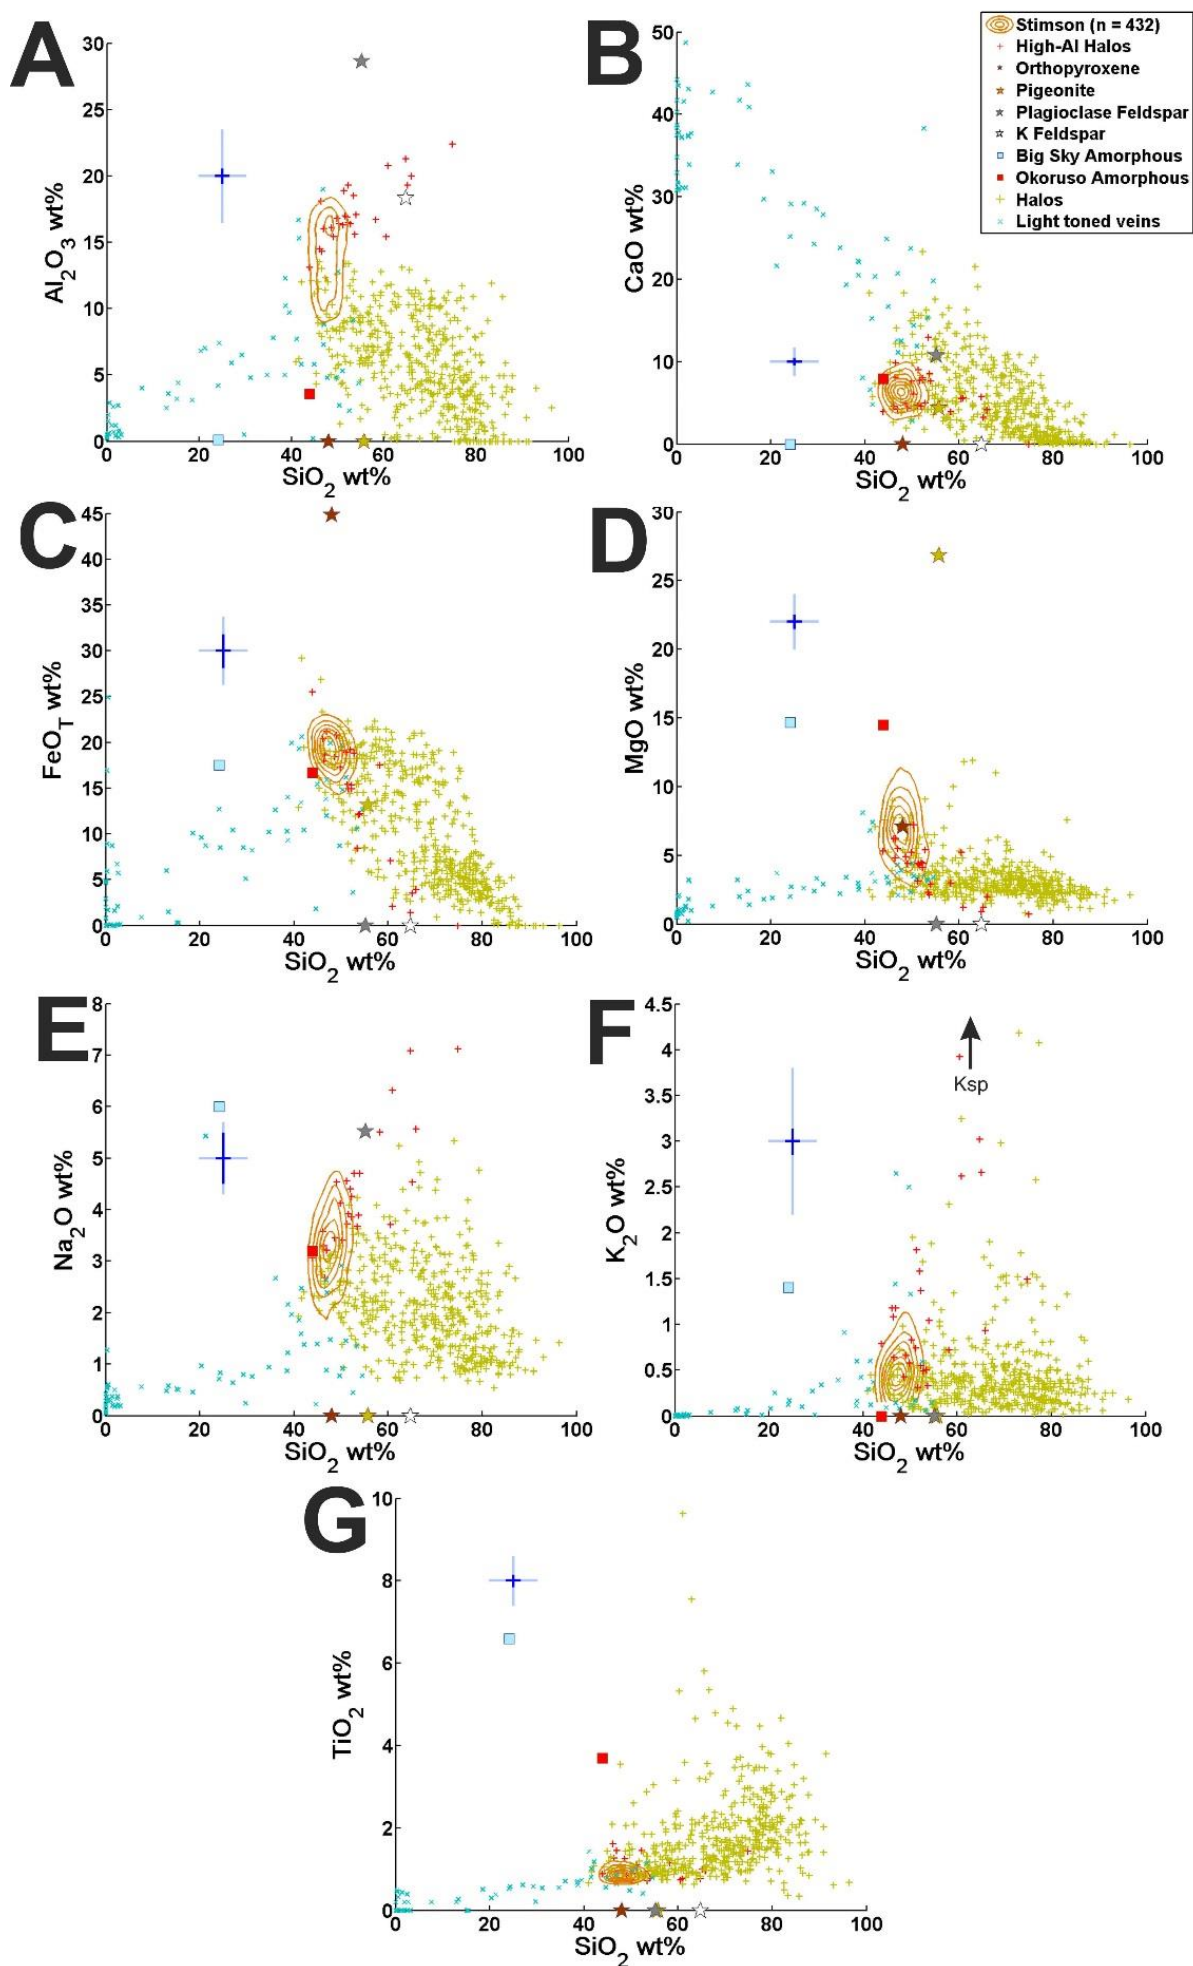 A
30
25
20
15
10
5
0
Al2O3 wt%
0 20 40 60 80 100
SiO2 wt%
B
50
40
30
20
10
0
CaO wt%
0 20 40 60 80 100
SiO2 wt%
Stimson (n = 432)
High-Al Halos
Orthopyroxene
Pigeonite
Plagioclase Feldspar
K Feldspar
Big Sky Amorphous
Okoruso Amorphous
Halos
Light toned veins
C
45
40
35
30
25
20
15
10
5
0
FeOT wt%
0 20 40 60 80 100
SiO2 wt%
D
30
25
20
15
10
5
0
MgO wt%
0 20 40 60 80 100
SiO2 wt%
E
8
7
6
5
4
3
2
1
0
Na2O wt%
0 20 40 60 80 100
SiO2 wt%
F
4.5
4
3.5
3
2.5
2
1.5
1
0.5
0
K2O wt%
Ksp
0 20 40 60 80 100
SiO2 wt%
G
10
8
6
4
2
0
TiO2 wt%
0 20 40 60 80 100
SiO2 wt%